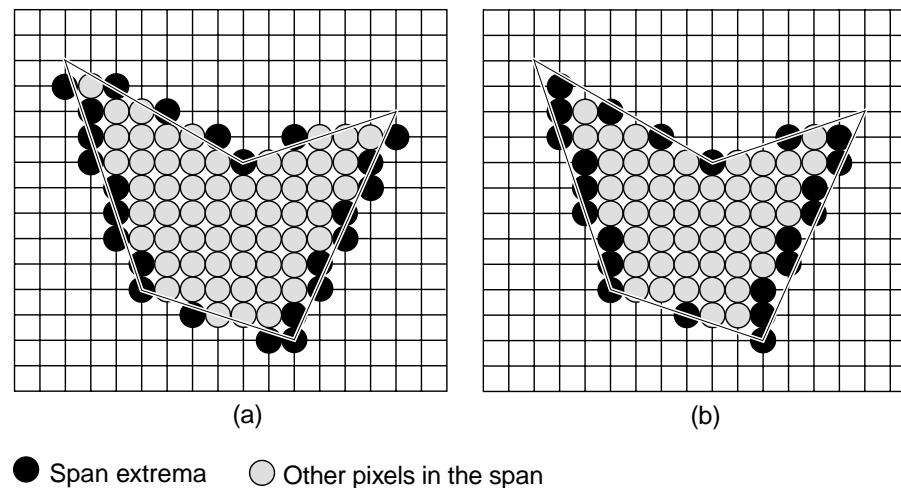 (a)
(b)
Span extrema
Other pixels in the span